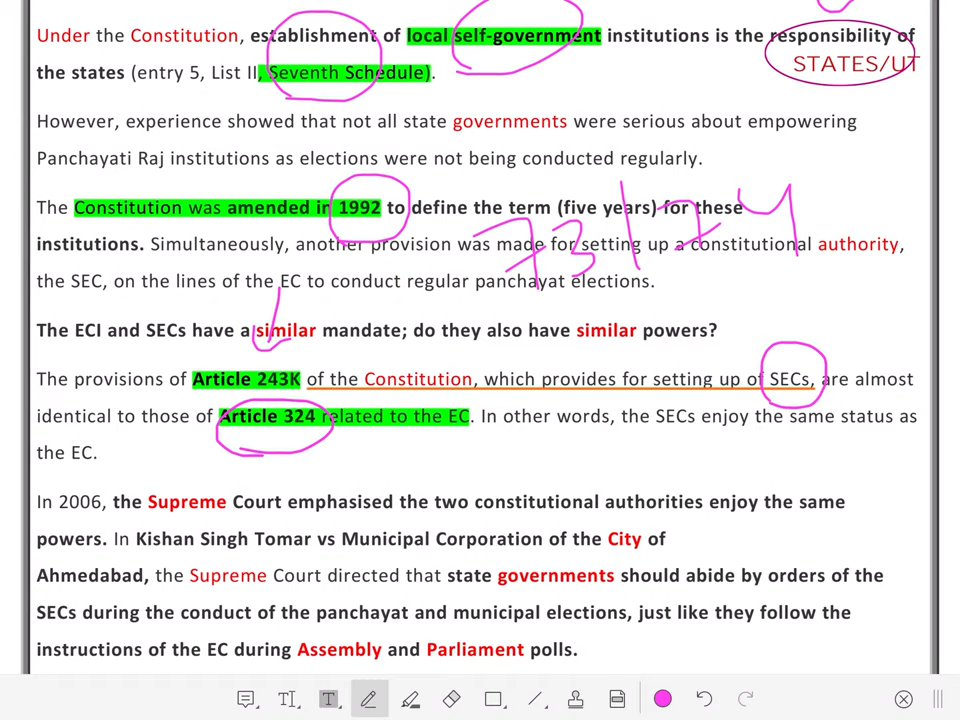 Under the Constitution, establishment of local self-government institutions is the responsibility of
STATES/UT
the states (entry 5, List II, Seventh Schedule).
However, experience showed that not all state governments were serious about empowering
Panchayati Raj institutions as elections were not being conducted regularly.
The Constitution was amended in 1992 to define the term (five years) for these
73/74
institutions. Simultaneously, another provision was made for setting up a constitutional authority,
the SEC, on the lines of the EC to conduct regular panchayat elections.
The ECI and SECs have a similar mandate; do they also have similar powers?
The provisions of Article 243K of the Constitution, which provides for setting up of SECs, are almost
identical to those of Article 324 related to the EC. In other words, the SECs enjoy the same status as
the EC.
In 2006, the Supreme Court emphasised the two constitutional authorities enjoy the same
powers. In Kishan Singh Tomar vs Municipal Corporation of the City of
Ahmedabad, the Supreme Court directed that state governments should abide by orders of the
SECs during the conduct of the panchayat and municipal elections, just like they follow the
instructions of the EC during Assembly and Parliament polls.